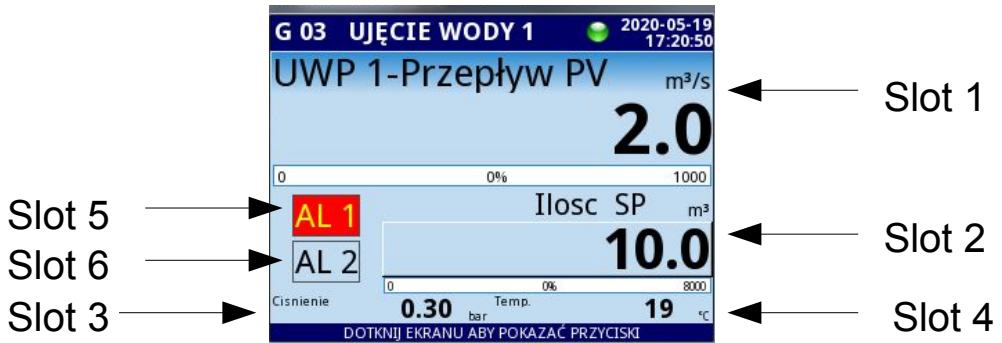 G 03 UJĘCIE WODY 1 2020-05-19
17:20:50
UWP 1-Przepływ PV m³/s
Slot 1
2.0
0 0% 1000
Slot 5
AL 1
Ilosc SP m³
10.0
Slot 2
Slot 6
AL 2
0 0% 8000
Slot 3
Cisnienie 0.30 bar Temp. 19 °C
Slot 4
DOTKNIJ EKRANU ABY POKAZAĆ PRZYCISKI